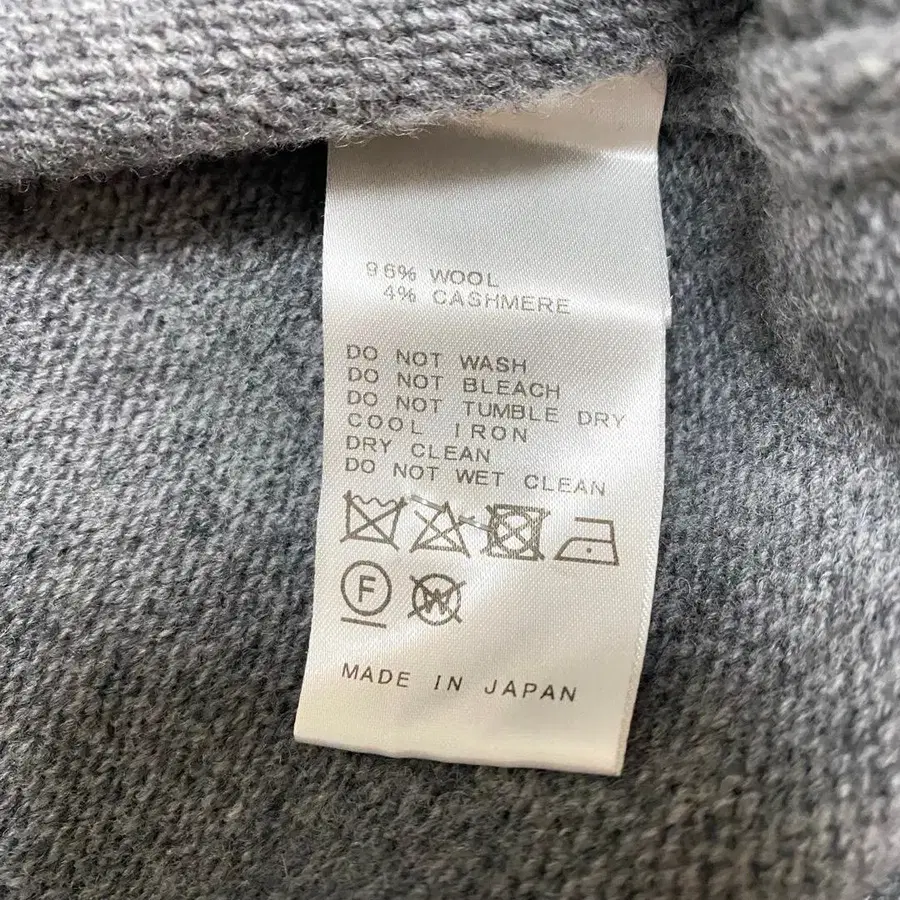 96% WOOL
4% CASHMERE
DO NOT WASH
DO NOT BLEACH
DO NOT TUMBLE DRY
COOL IRON
DRY CLEAN
DO NOT WET CLEAN
F W
MADE IN JAPAN